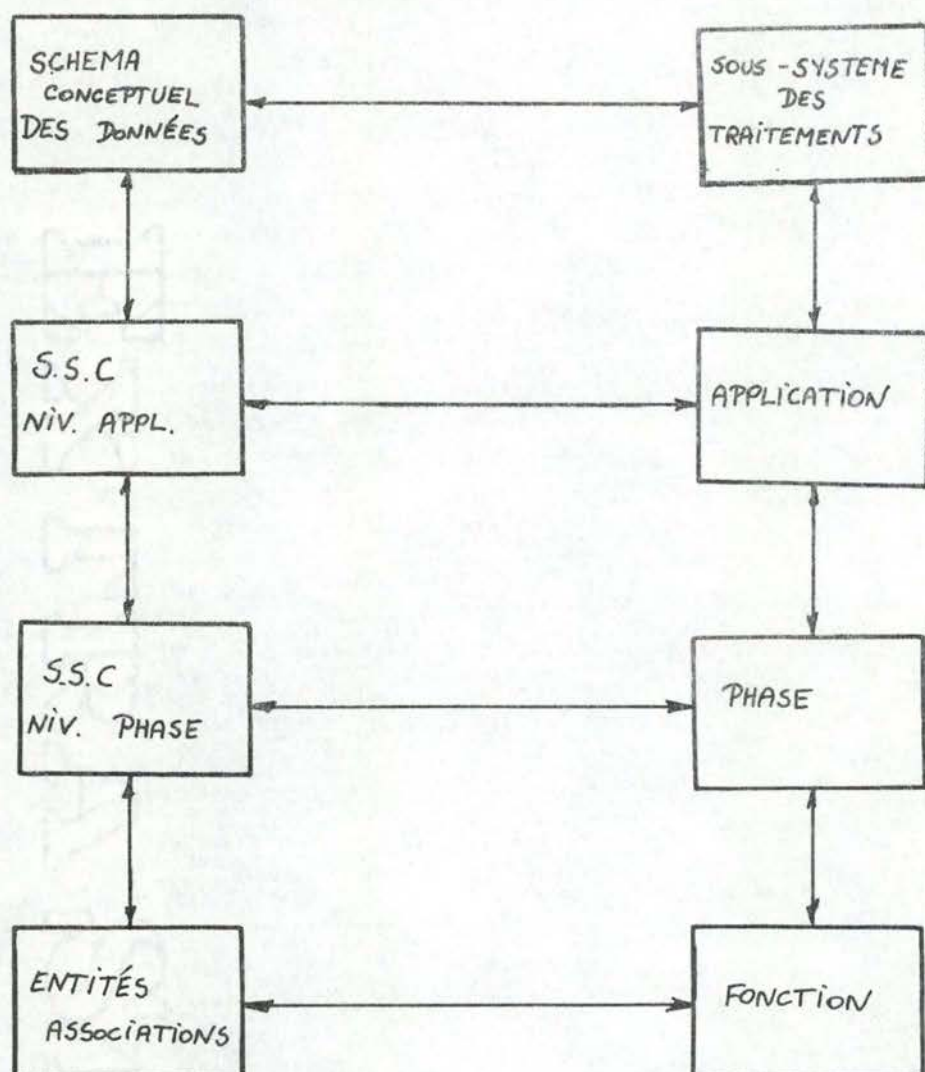 SCHEMA
CONCEPTUEL
DES DONNÉES
SOUS-SYSTEME
DES
TRAITEMENTS
S.S.C
NIV. APPL.
APPLICATION
S.S.C
NIV. PHASE
PHASE
ENTITÉS
ASSOCIATIONS
FONCTION